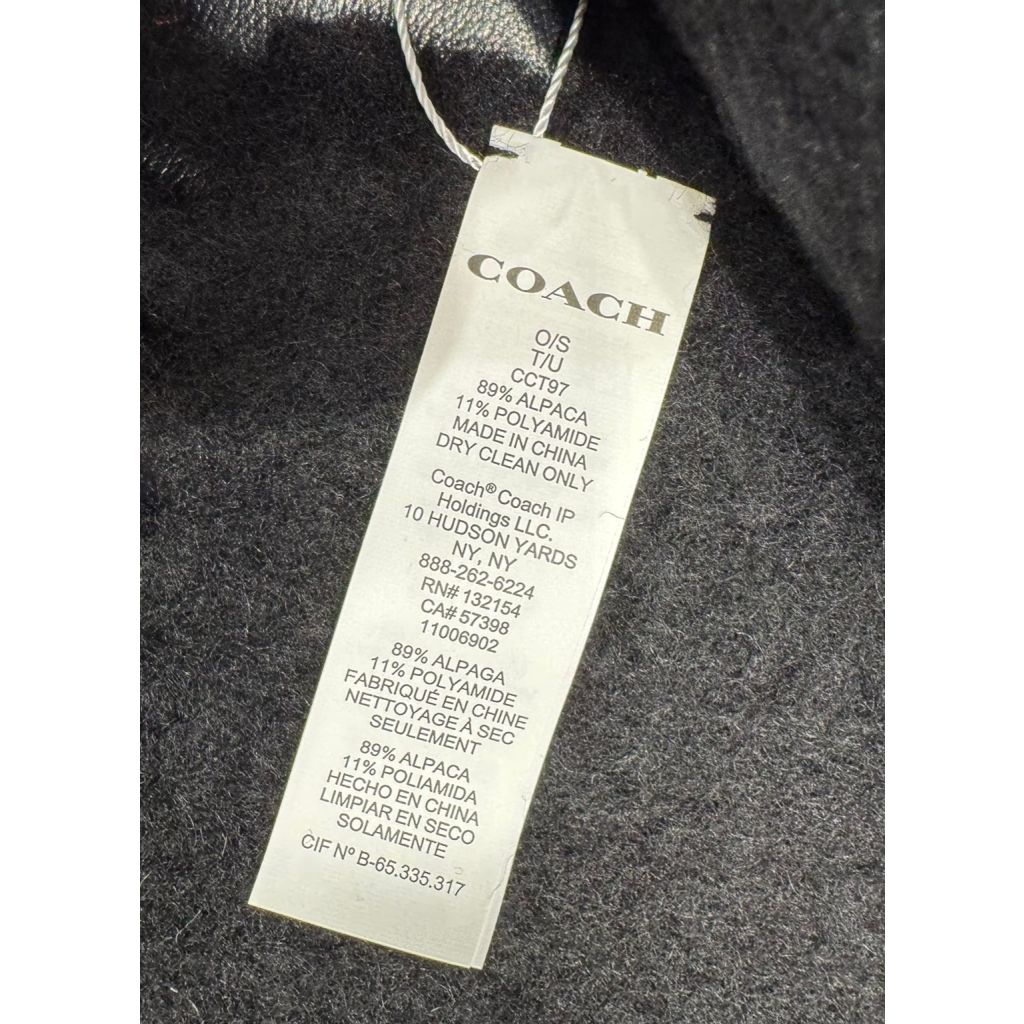 COACH
O/S
T/U
CCT97
89% ALPACA
11% POLYAMIDE
MADE IN CHINA
DRY CLEAN ONLY
Coach® Coach IP
Holdings LLC.
10 HUDSON YARDS
NY, NY
888-262-6224
RN# 132154
CA# 57398
11006902
89% ALPAGA
11% POLYAMIDE
FABRIQUÉ EN CHINE
NETTOYAGE À SEC
SEULEMENT
89% ALPACA
11% POLIAMIDA
HECHO EN CHINA
LIMPIAR EN SECO
SOLAMENTE
CIF Nº B-65.335.317